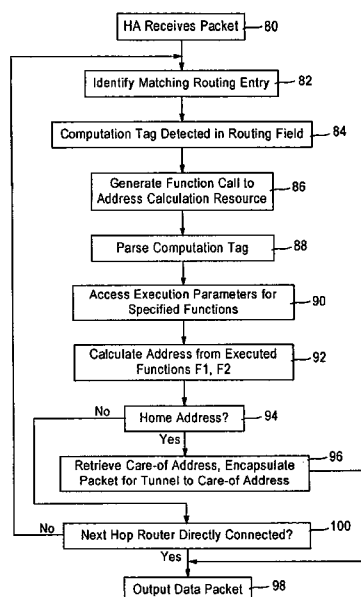 HA Receives Packet
80
Identify Matching Routing Entry
82
Computation Tag Detected in Routing Field
84
Generate Function Call to
Address Calculation Resource
86
Parse Computation Tag
88
Access Execution Parameters for
Specified Functions
90
Calculate Address from Executed
Functions F1, F2
92
No
Home Address?
94
Yes
96
Retrieve Care-of Address, Encapsulate
Packet for Tunnel to Care-of Address
No
Next Hop Router Directly Connected?
100
Yes
Output Data Packet
98